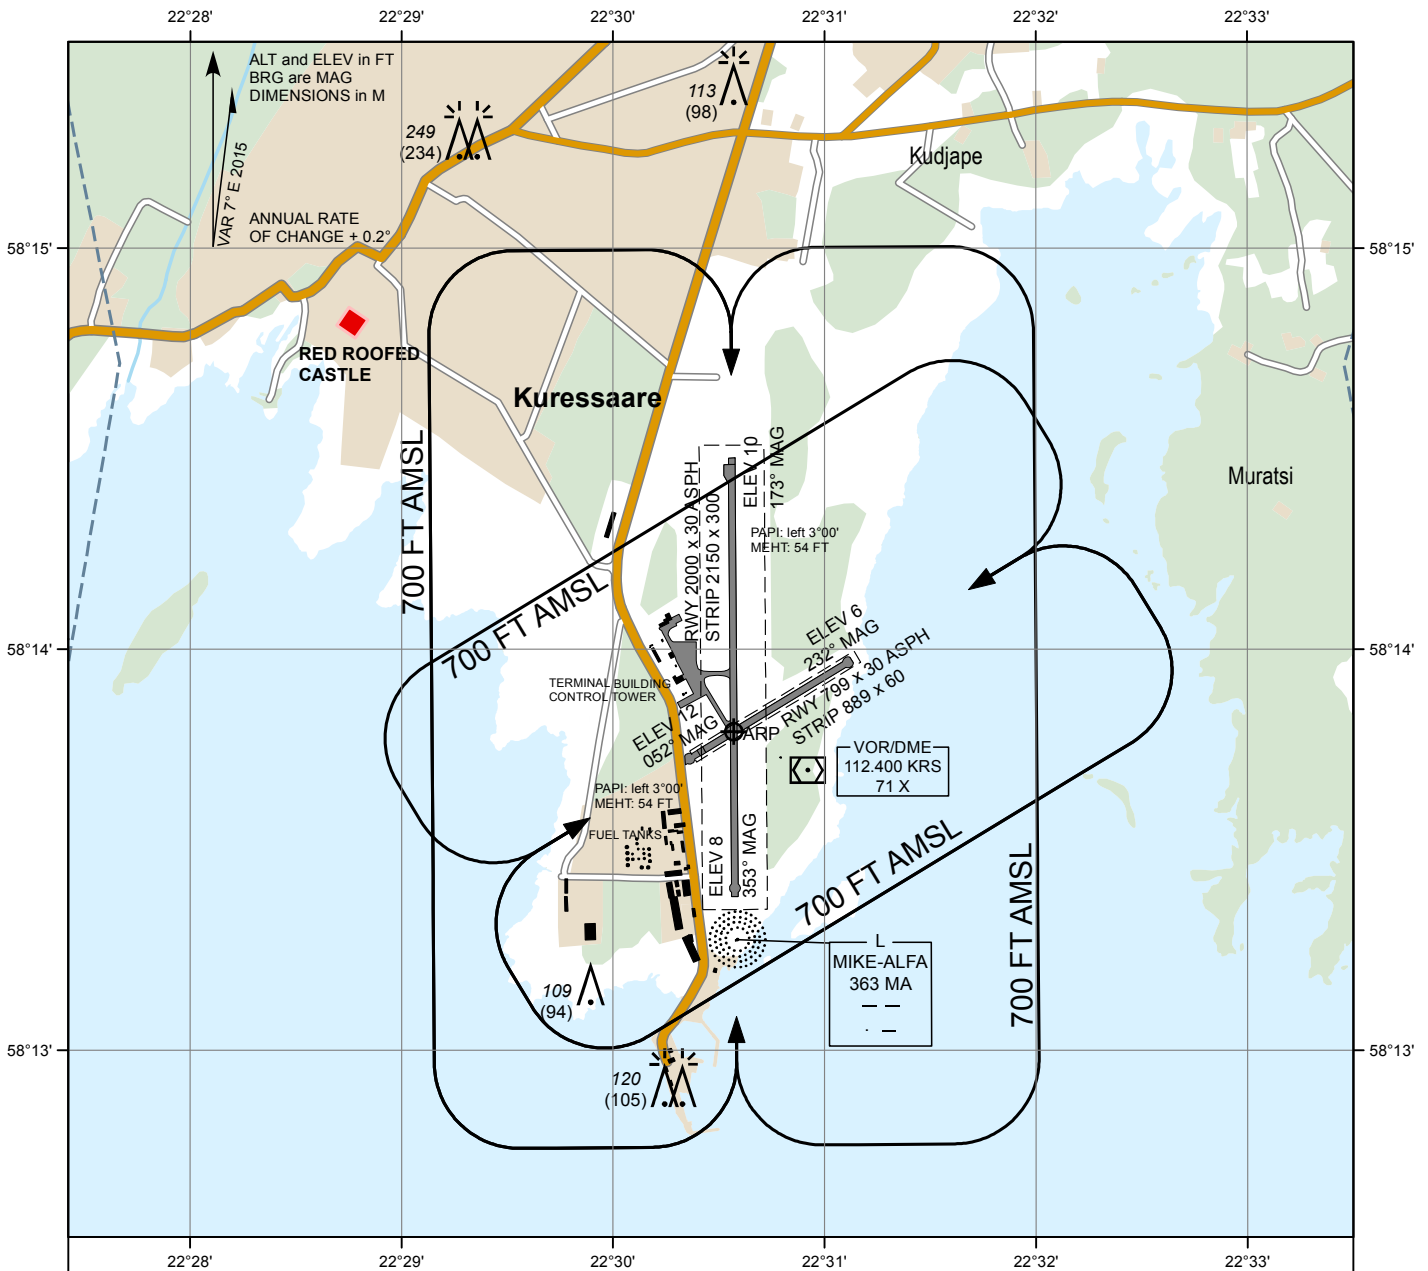 22°28'
22°29'
22°30'
22°31'
22°32'
22°33'
ALT and ELEV in FT
BRG are MAG
DIMENSIONS in M
VAR 7° E 2015
ANNUAL RATE
OF CHANGE + 0.2°
249
(234)
113
(98)
Kudjape
58°15'
58°15'
RED ROOFED
CASTLE
Kuressaare
Muratsi
700 FT AMSL
700 FT AMSL
RWY 2000 x 30 ASPH
STRIP 2150 x 300
ELEV 10
173° MAG
PAPI: left 3°00'
MEHT: 54 FT
58°14'
58°14'
TERMINAL BUILDING
CONTROL TOWER
ELEV 6
232° MAG
RWY 799 x 30 ASPH
STRIP 889 x 60
ELEV 12
052° MAG
ARP
VOR/DME
112.400 KRS
71 X
PAPI: left 3°00'
MEHT: 54 FT
FUEL TANKS
ELEV 8
353° MAG
700 FT AMSL
700 FT AMSL
L
MIKE-ALFA
363 MA
109
(94)
58°13'
58°13'
120
(105)
22°28'
22°29'
22°30'
22°31'
22°32'
22°33'